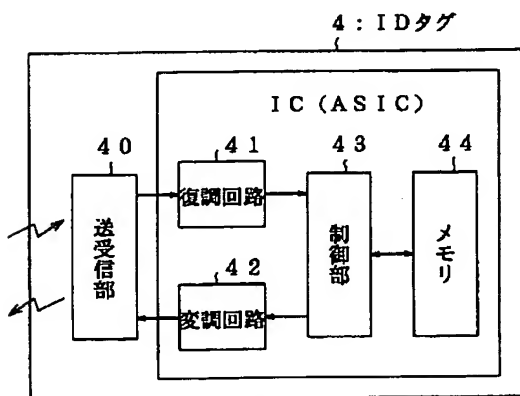 4:IDタグ
IC(ASIC)
40
41
43
44
復調回路
送受信部
制御部
メモリ
42
変調回路